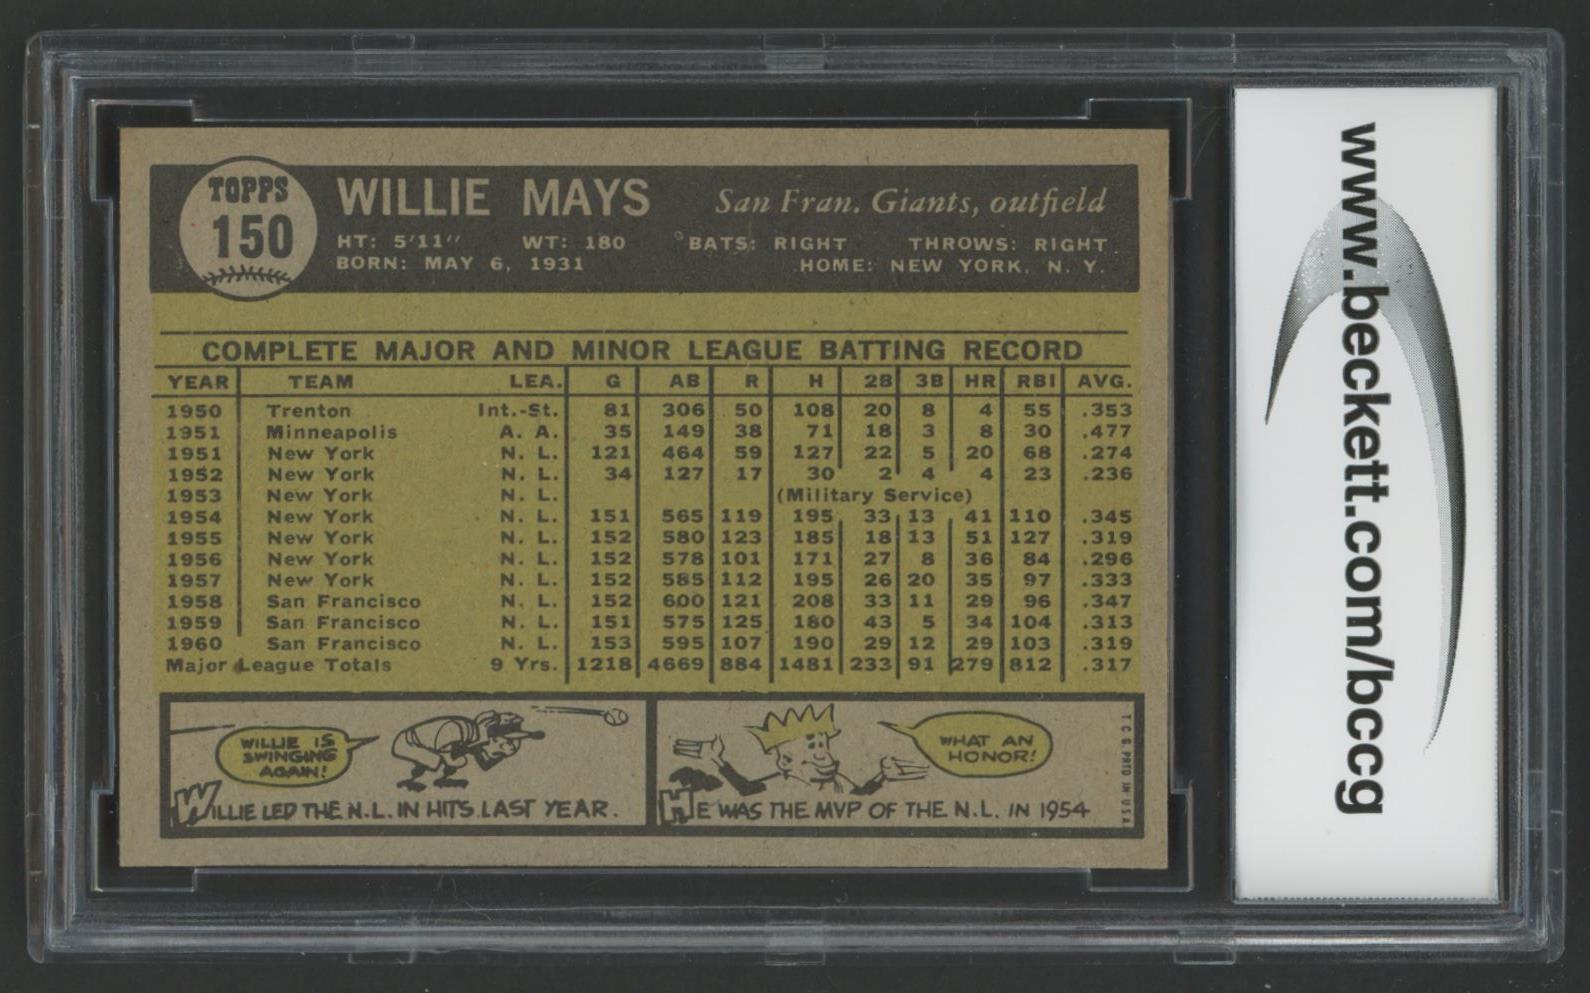 TOPPS
150
WILLIE MAYS San Fran. Giants, outfield
HT: 5'11" WT: 180 BATS: RIGHT THROWS: RIGHT
BORN: MAY 6, 1931 HOME: NEW YORK, N. Y.
COMPLETE MAJOR AND MINOR LEAGUE BATTING RECORD
YEAR TEAM LEA. G AB R H 2B 3B HR RBI AVG.
1950 Trenton Int.-St. 81 306 50 108 20 8 4 55 .353
1951 Minneapolis A. A. 35 149 38 71 18 3 8 30 .477
1951 New York N. L. 121 464 59 127 22 5 20 68 .274
1952 New York N. L. 34 127 17 30 2 4 4 23 .236
1953 New York N. L. (Military Service)
1954 New York N. L. 151 565 119 195 33 13 41 110 .345
1955 New York N. L. 152 580 123 185 18 13 51 127 .319
1956 New York N. L. 152 578 101 171 27 8 36 84 .296
1957 New York N. L. 152 585 112 195 26 20 35 97 .333
1958 San Francisco N. L. 152 600 121 208 33 11 29 96 .347
1959 San Francisco N. L. 151 575 125 180 43 5 34 104 .313
1960 San Francisco N. L. 153 595 107 190 29 12 29 103 .319
Major League Totals 9 Yrs. 1218 4669 884 1481 233 91 279 812 .317
WILLIE IS
SWINGING
AGAIN!
WILLIE LED THE N.L. IN HITS LAST YEAR.
WHAT AN
HONOR!
HE WAS THE MVP OF THE N.L. IN 1954
T.C.G. PRTD IN U.S.A.
www.beckett.com/bccg